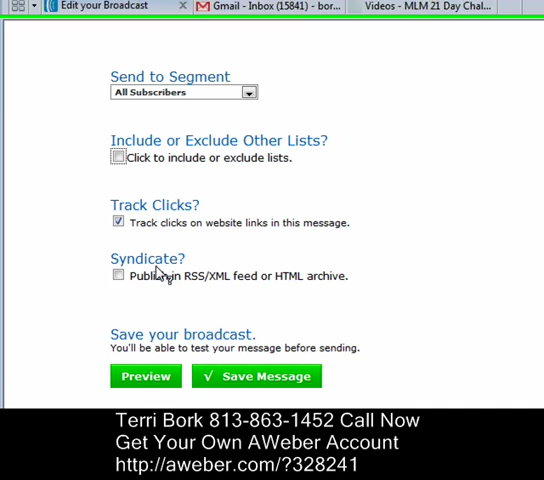 Edit your Broadcast
Gmail - Inbox (15841) - bor...
Videos - MLM 21 Day Chal...
Send to Segment
All Subscribers
Include or Exclude Other Lists?
Click to include or exclude lists.
Track Clicks?
Track clicks on website links in this message.
Syndicate?
Publish in RSS/XML feed or HTML archive.
Save your broadcast.
You'll be able to test your message before sending.
Preview
√ Save Message
Terri Bork 813-863-1452 Call Now
Get Your Own AWeber Account
http://aweber.com/?328241